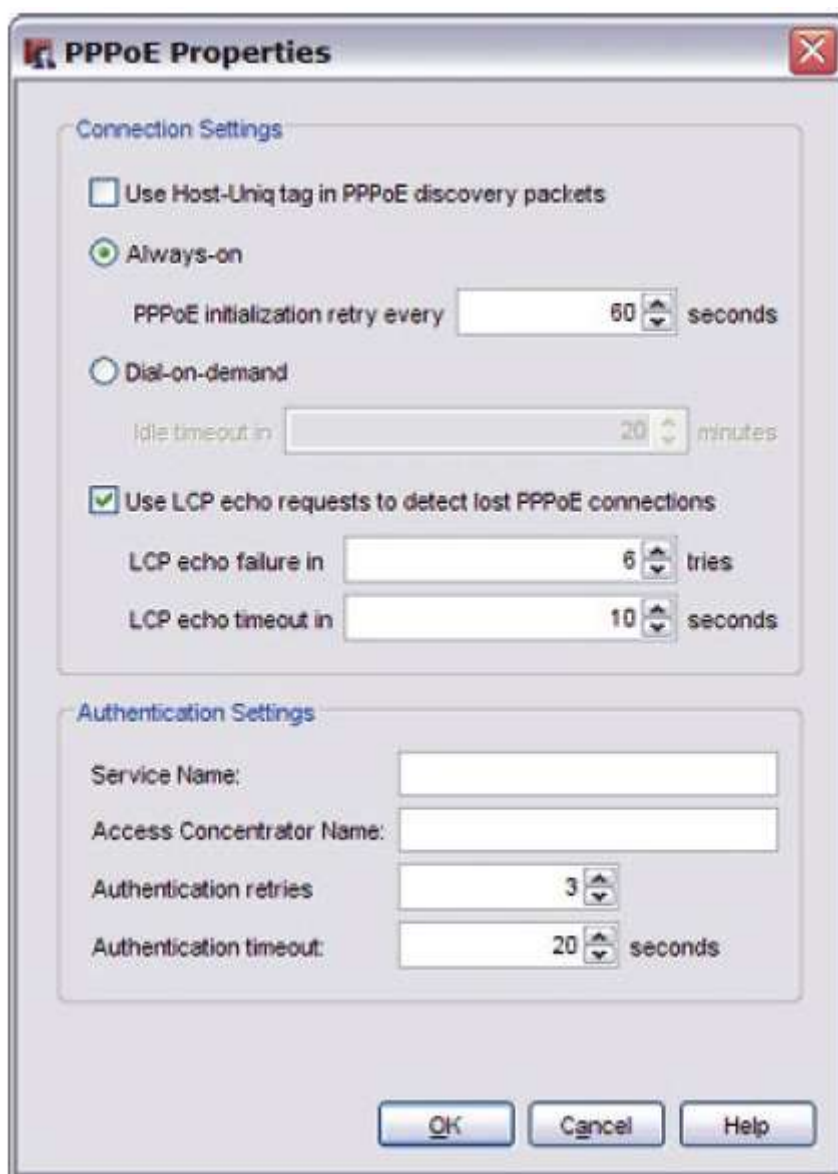 PPPoE Properties
Connection Settings
Use Host-Uniq tag in PPPoE discovery packets
Always-on
PPPoE initialization retry every 60 seconds
Dial-on-demand
Idle timeout in 20 minutes
Use LCP echo requests to detect lost PPPoE connections
LCP echo failure in 6 tries
LCP echo timeout in 10 seconds
Authentication Settings
Service Name:
Access Concentrator Name:
Authentication retries 3
Authentication timeout: 20 seconds
OK Cancel Help